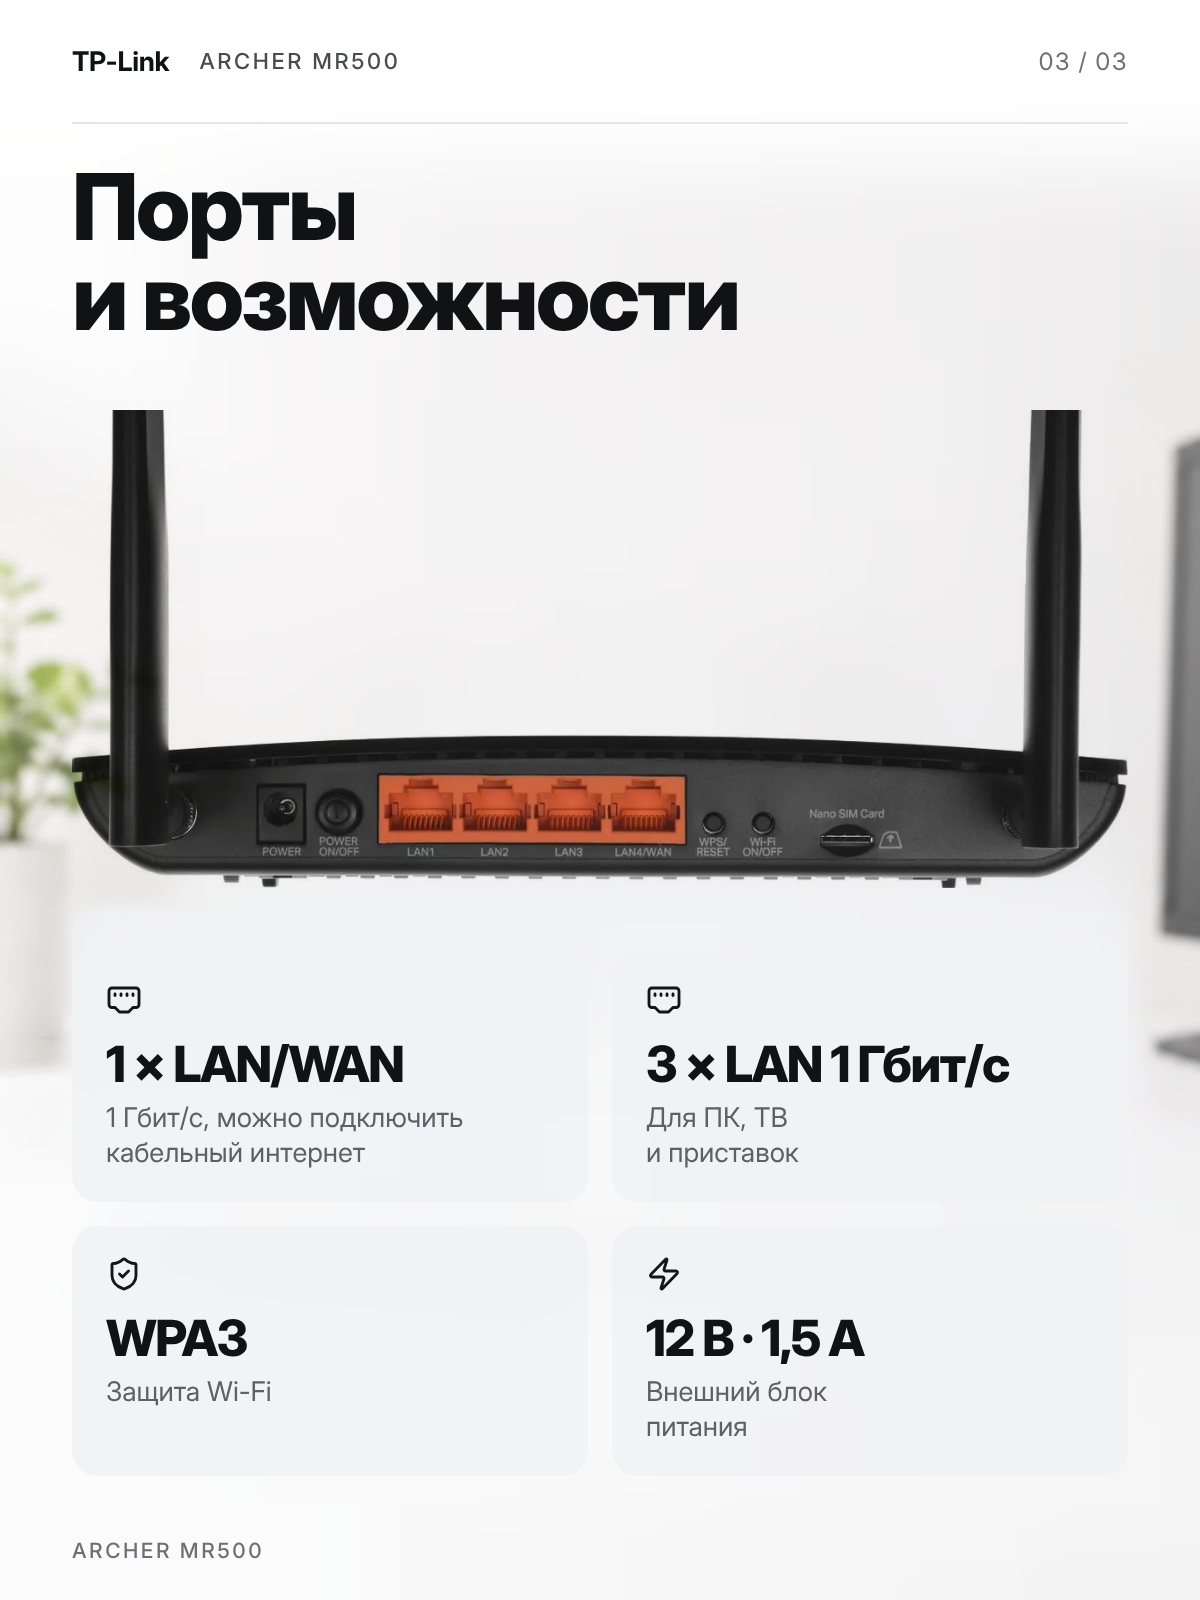 TP-Link ARCHER MR500 03 / 03
Порты
и возможности
Nano SIM Card
POWER
POWER
ON/OFF
LAN1
LAN2
LAN3
LAN4/WAN
WPS/
RESET
Wi-Fi
ON/OFF
1 × LAN/WAN
1 Гбит/с, можно подключить
кабельный интернет
3 × LAN 1 Гбит/с
Для ПК, ТВ
и приставок
WPA3
Защита Wi-Fi
12 В · 1,5 А
Внешний блок
питания
ARCHER MR500